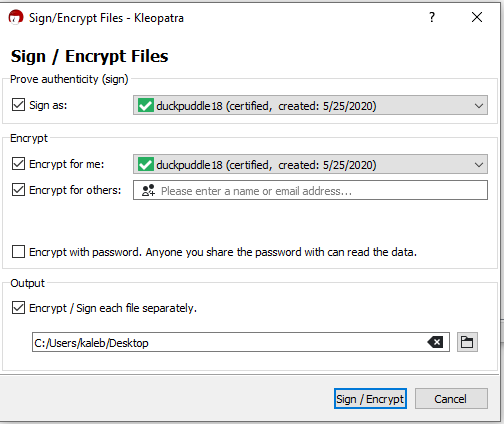 Sign/Encrypt Files - Kleopatra
Sign / Encrypt Files
Prove authenticity (sign)
Sign as: duckpuddle18 (certified, created: 5/25/2020)
Encrypt
Encrypt for me: duckpuddle18 (certified, created: 5/25/2020)
Encrypt for others: Please enter a name or email address...
Encrypt with password. Anyone you share the password with can read the data.
Output
Encrypt / Sign each file separately.
C:/Users/kaleb/Desktop
Sign / Encrypt Cancel